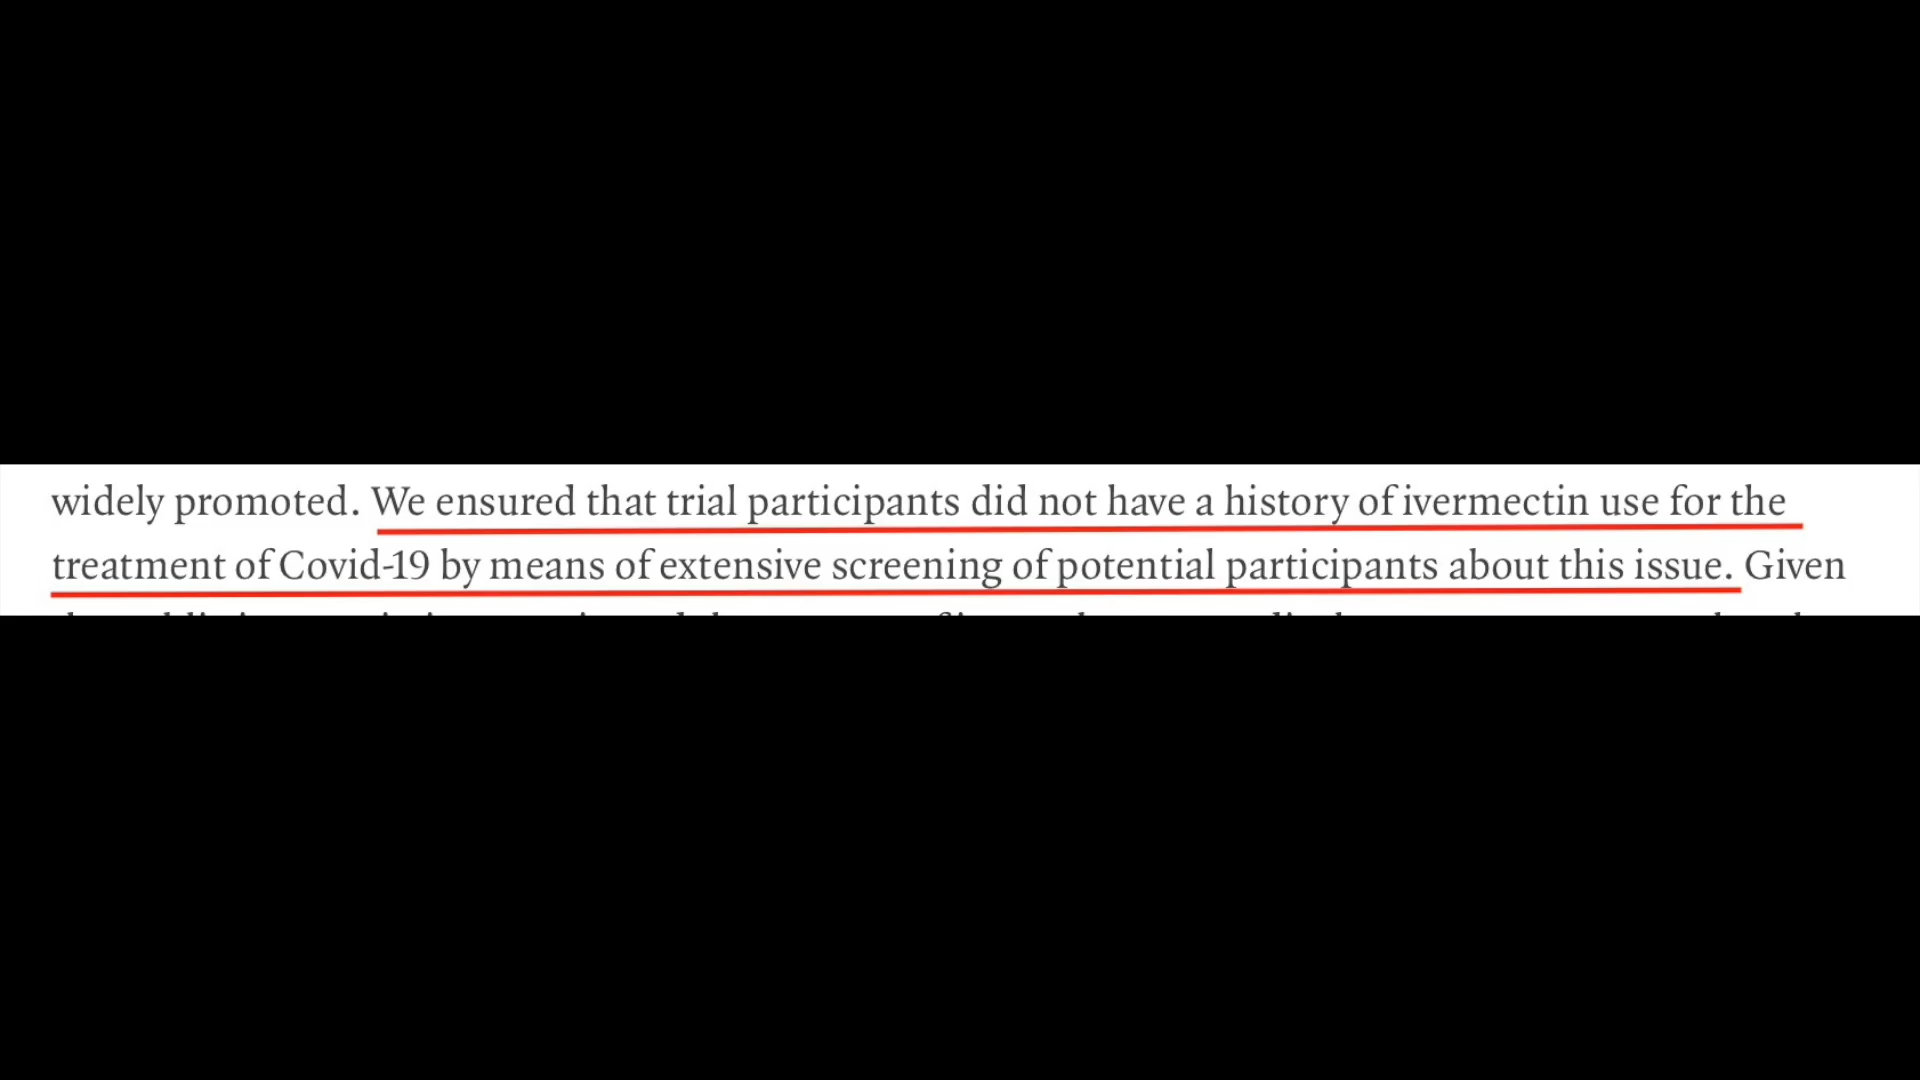 widely promoted. We ensured that trial participants did not have a history of ivermectin use for the
treatment of Covid-19 by means of extensive screening of potential participants about this issue. Given